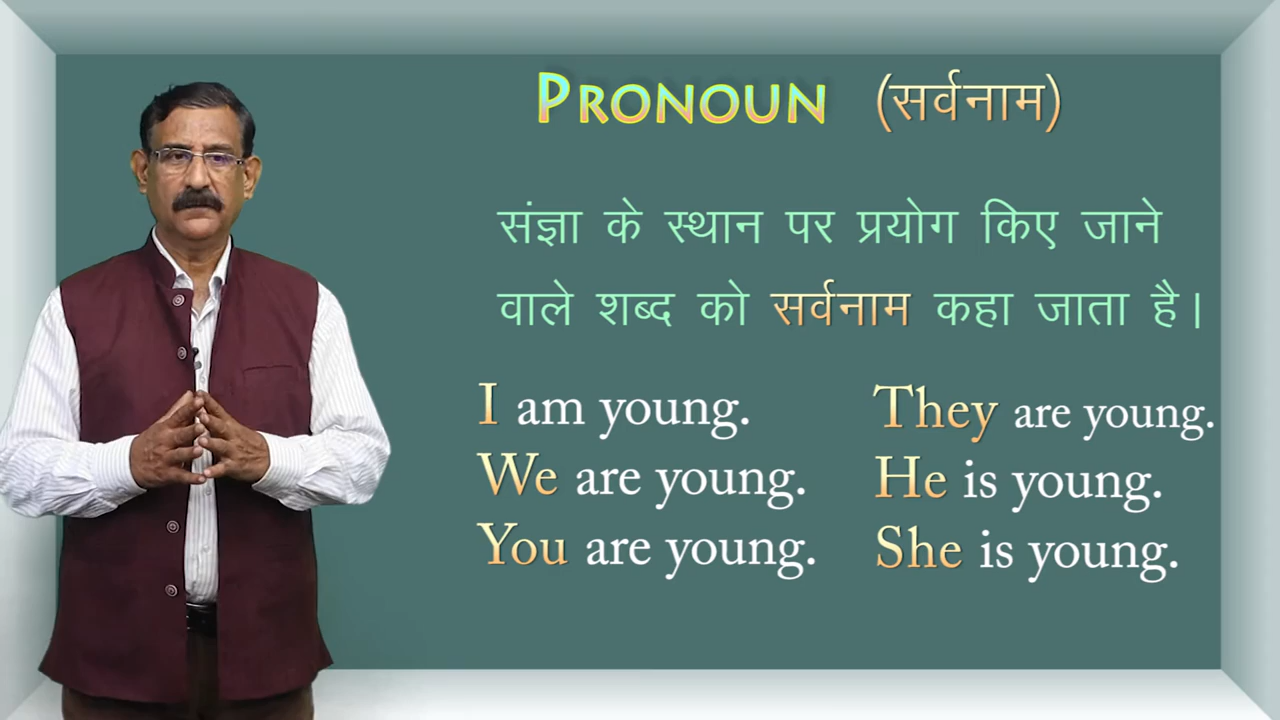 PRONOUN (सर्वनाम)
संज्ञा के स्थान पर प्रयोग किए जाने
वाले शब्द को सर्वनाम कहा जाता है।
I am young.
We are young.
You are young.
They are young.
He is young.
She is young.